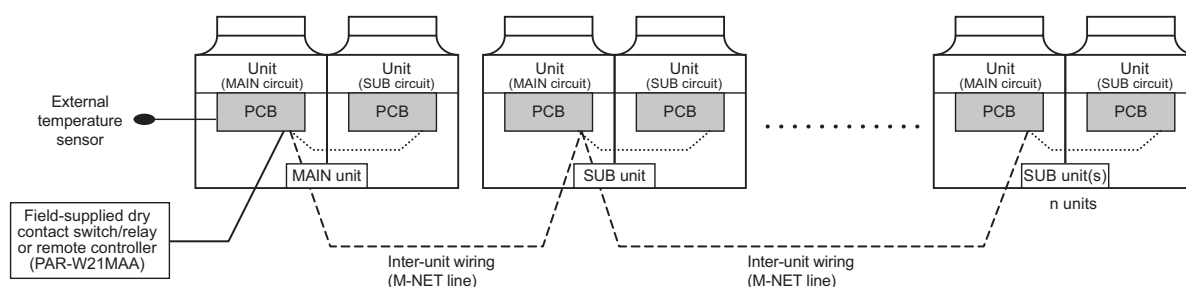 Unit
(MAIN circuit)
Unit
(SUB circuit)
Unit
(MAIN circuit)
Unit
(SUB circuit)
Unit
(MAIN circuit)
Unit
(SUB circuit)
External
temperature
sensor
PCB
PCB
PCB
PCB
PCB
PCB
MAIN unit
SUB unit
SUB unit(s)
n units
Field-supplied dry
contact switch/relay
or remote controller
(PAR-W21MAA)
Inter-unit wiring
(M-NET line)
Inter-unit wiring
(M-NET line)